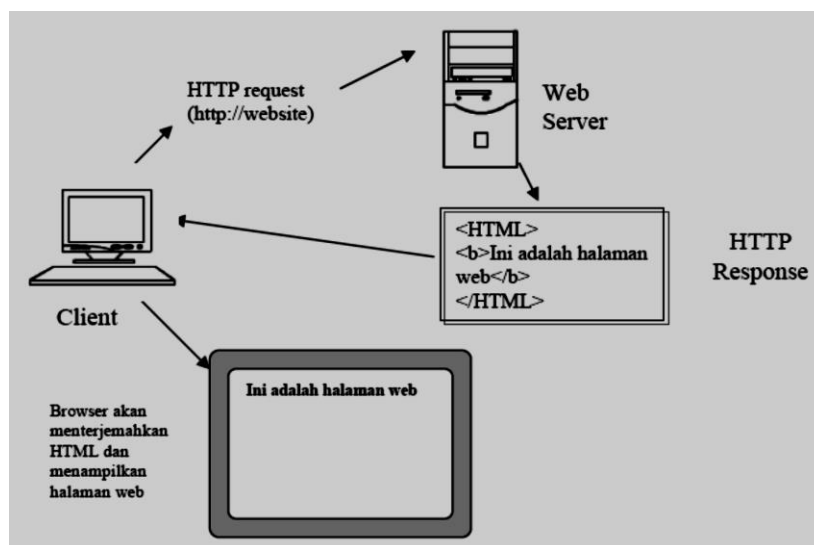 HTTP request
(http://website)
Web
Server
<HTML>
<b>Ini adalah halaman
web</b>
</HTML>
HTTP
Response
Client
Ini adalah halaman web
Browser akan
menterjemahkan
HTML dan
menampilkan
halaman web